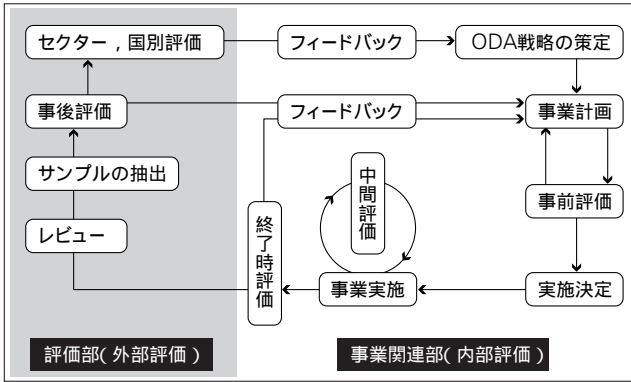 セクター，国別評価
フィードバック
ODA戦略の策定
事後評価
フィードバック
事業計画
サンプルの抽出
中間評価
事前評価
レビュー
終了時評価
事業実施
実施決定
評価部(外部評価)
事業関連部(内部評価)